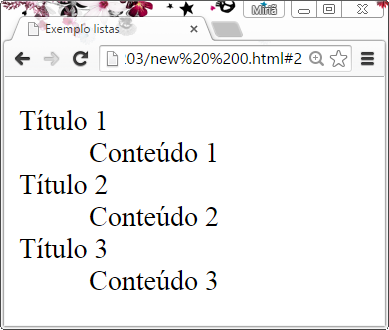 Miriã
Exemplo listas
:03/new%20%200.html#2
Título 1
Conteúdo 1
Título 2
Conteúdo 2
Título 3
Conteúdo 3